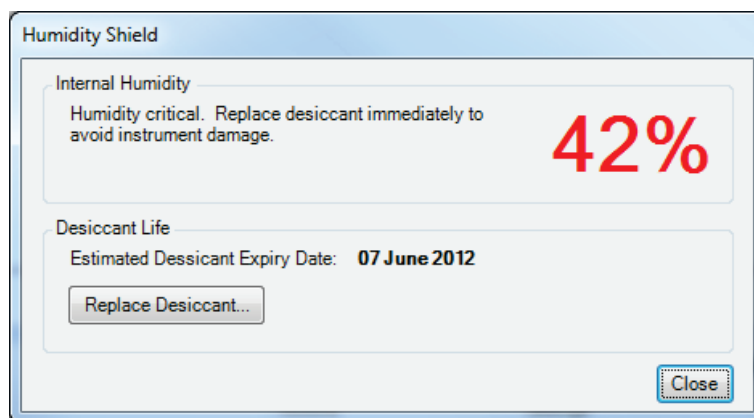 Humidity Shield
Internal Humidity
Humidity critical.  Replace desiccant immediately to
avoid instrument damage.
42%
Desiccant Life
Estimated Dessicant Expiry Date:  07 June 2012
Replace Desiccant...
Close